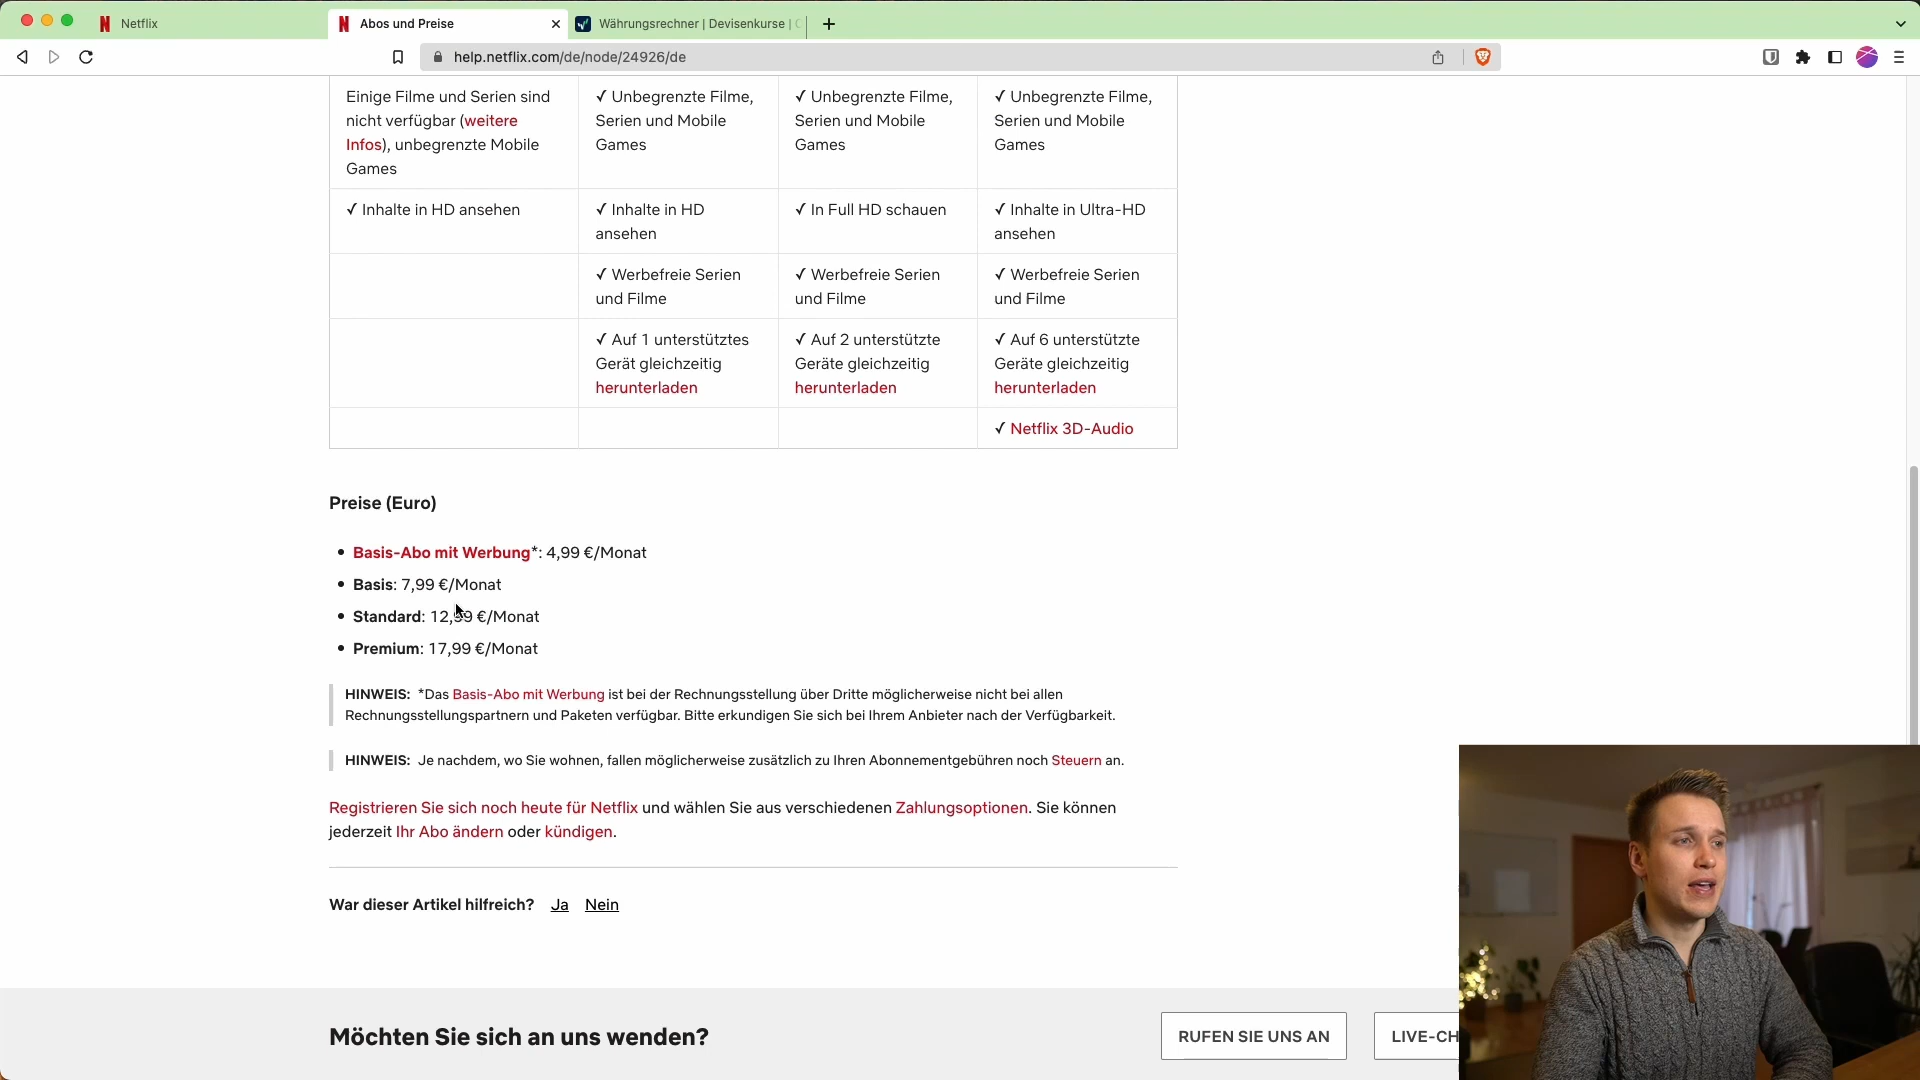 Netflix
Abos und Preise
Währungsrechner | Devisenkurse |
help.netflix.com/de/node/24926/de
Einige Filme und Serien sind
nicht verfügbar (weitere
Infos), unbegrenzte Mobile
Games
✓ Unbegrenzte Filme,
Serien und Mobile
Games
✓ Unbegrenzte Filme,
Serien und Mobile
Games
✓ Unbegrenzte Filme,
Serien und Mobile
Games
✓ Inhalte in HD ansehen
✓ Inhalte in HD
ansehen
✓ In Full HD schauen
✓ Inhalte in Ultra-HD
ansehen
✓ Werbefreie Serien
und Filme
✓ Werbefreie Serien
und Filme
✓ Werbefreie Serien
und Filme
✓ Auf 1 unterstütztes
Gerät gleichzeitig
herunterladen
✓ Auf 2 unterstützte
Geräte gleichzeitig
herunterladen
✓ Auf 6 unterstützte
Geräte gleichzeitig
herunterladen
✓ Netflix 3D-Audio
Preise (Euro)
• Basis-Abo mit Werbung*: 4,99 €/Monat
• Basis: 7,99 €/Monat
• Standard: 12,99 €/Monat
• Premium: 17,99 €/Monat
HINWEIS: *Das Basis-Abo mit Werbung ist bei der Rechnungsstellung über Dritte möglicherweise nicht bei allen
Rechnungsstellungspartnern und Paketen verfügbar. Bitte erkundigen Sie sich bei Ihrem Anbieter nach der Verfügbarkeit.
HINWEIS: Je nachdem, wo Sie wohnen, fallen möglicherweise zusätzlich zu Ihren Abonnementgebühren noch Steuern an.
Registrieren Sie sich noch heute für Netflix und wählen Sie aus verschiedenen Zahlungsoptionen. Sie können
jederzeit Ihr Abo ändern oder kündigen.
War dieser Artikel hilfreich? Ja Nein
Möchten Sie sich an uns wenden?
RUFEN SIE UNS AN
LIVE-CH